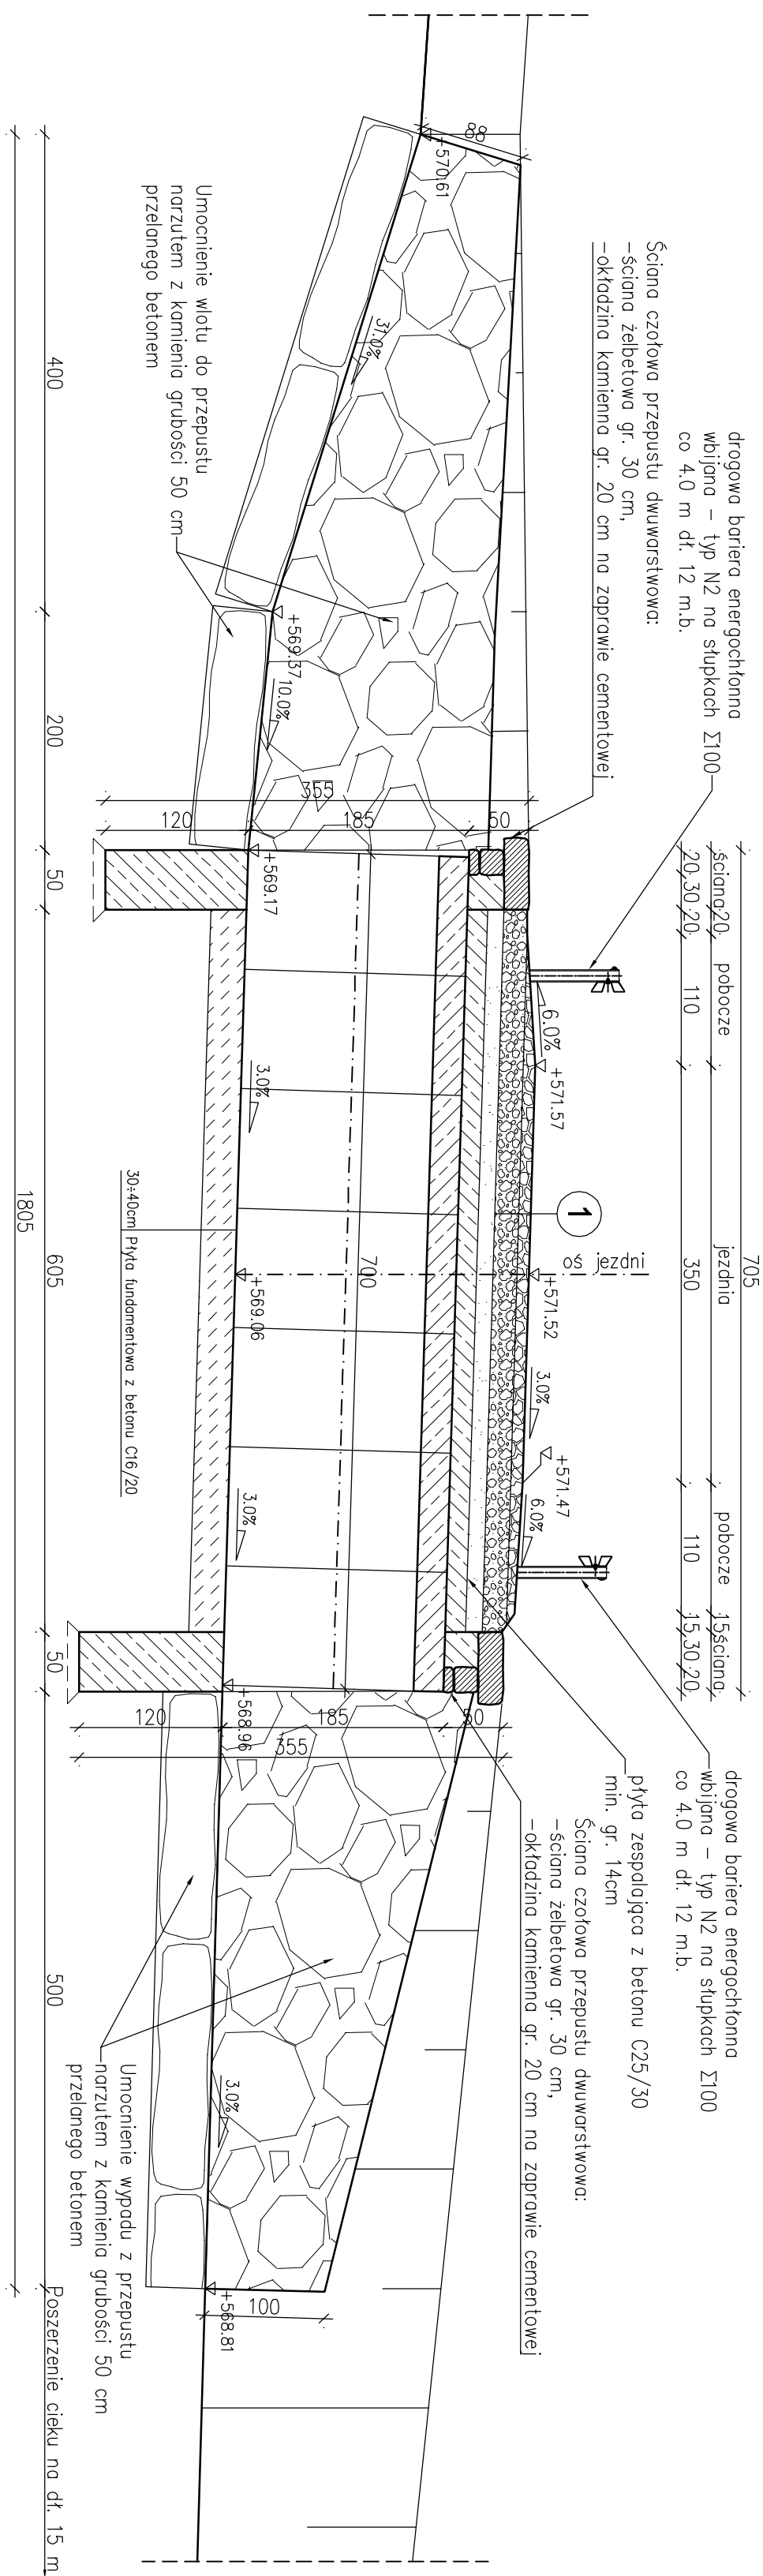 drogowa bariera energochłonna
wbijana – typ N2 na słupkach Σ100
co 4.0 m dł. 12 m.b.
Ściana czołowa przepustu dwuwarstwowa:
-ściana żelbetowa gr. 30 cm,
-okładzina kamienna gr. 20 cm na zaprawie cementowej
705
ściana
20
pobocze
jezdnia
pobocze
15
ściana
20
30
20
110
350
110
15
30
20
drogowa bariera energochłonna
wbijana – typ N2 na słupkach Σ100
co 4.0 m dł. 12 m.b.
płyta zespalająca z betonu C25/30
min. gr. 14cm
Ściana czołowa przepustu dwuwarstwowa:
-ściana żelbetowa gr. 30 cm,
-okładzina kamienna gr. 20 cm na zaprawie cementowej
oś jezdni
1
6.0%
+571.57
+571.52
3.0%
+571.47
6.0%
88
+570.61
31.0%
+569.37
10.0%
355
120
185
50
+569.17
3.0%
700
+569.06
3.0%
+568.96
120
185
50
355
3.0%
100
+568.81
Umocnienie wlotu do przepustu
narzutem z kamienia grubości 50 cm
przelanego betonem
30÷40cm Płyta fundamentowa z betonu C16/20
Umocnienie wypadu z przepustu
narzutem z kamienia grubości 50 cm
przelanego betonem
400
200
50
605
50
500
Poszerzenie cieku na dł. 15 m
1805